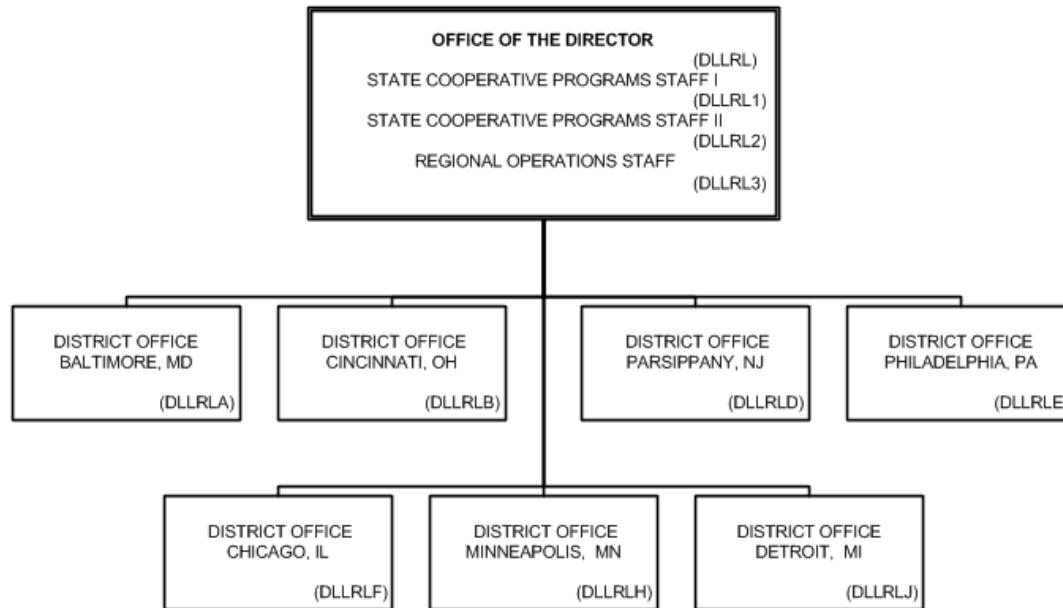 OFFICE OF THE DIRECTOR
(DLLRL)
STATE COOPERATIVE PROGRAMS STAFF I
(DLLRL1)
STATE COOPERATIVE PROGRAMS STAFF II
(DLLRL2)
REGIONAL OPERATIONS STAFF
(DLLRL3)
DISTRICT OFFICE
BALTIMORE, MD
(DLLRLA)
DISTRICT OFFICE
CINCINNATI, OH
(DLLRLB)
DISTRICT OFFICE
PARSIPPANY, NJ
(DLLRLD)
DISTRICT OFFICE
PHILADELPHIA, PA
(DLLRLE
DISTRICT OFFICE
CHICAGO, IL
(DLLRLF)
DISTRICT OFFICE
MINNEAPOLIS, MN
(DLLRLH)
DISTRICT OFFICE
DETROIT, MI
(DLLRLJ)